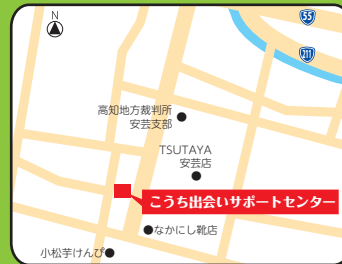 N
55
211
高知地方裁判所
安芸支部
TSUTAYA
安芸店
こうち出会いサポートセンター
なかにし靴店
小松芋けんぴ